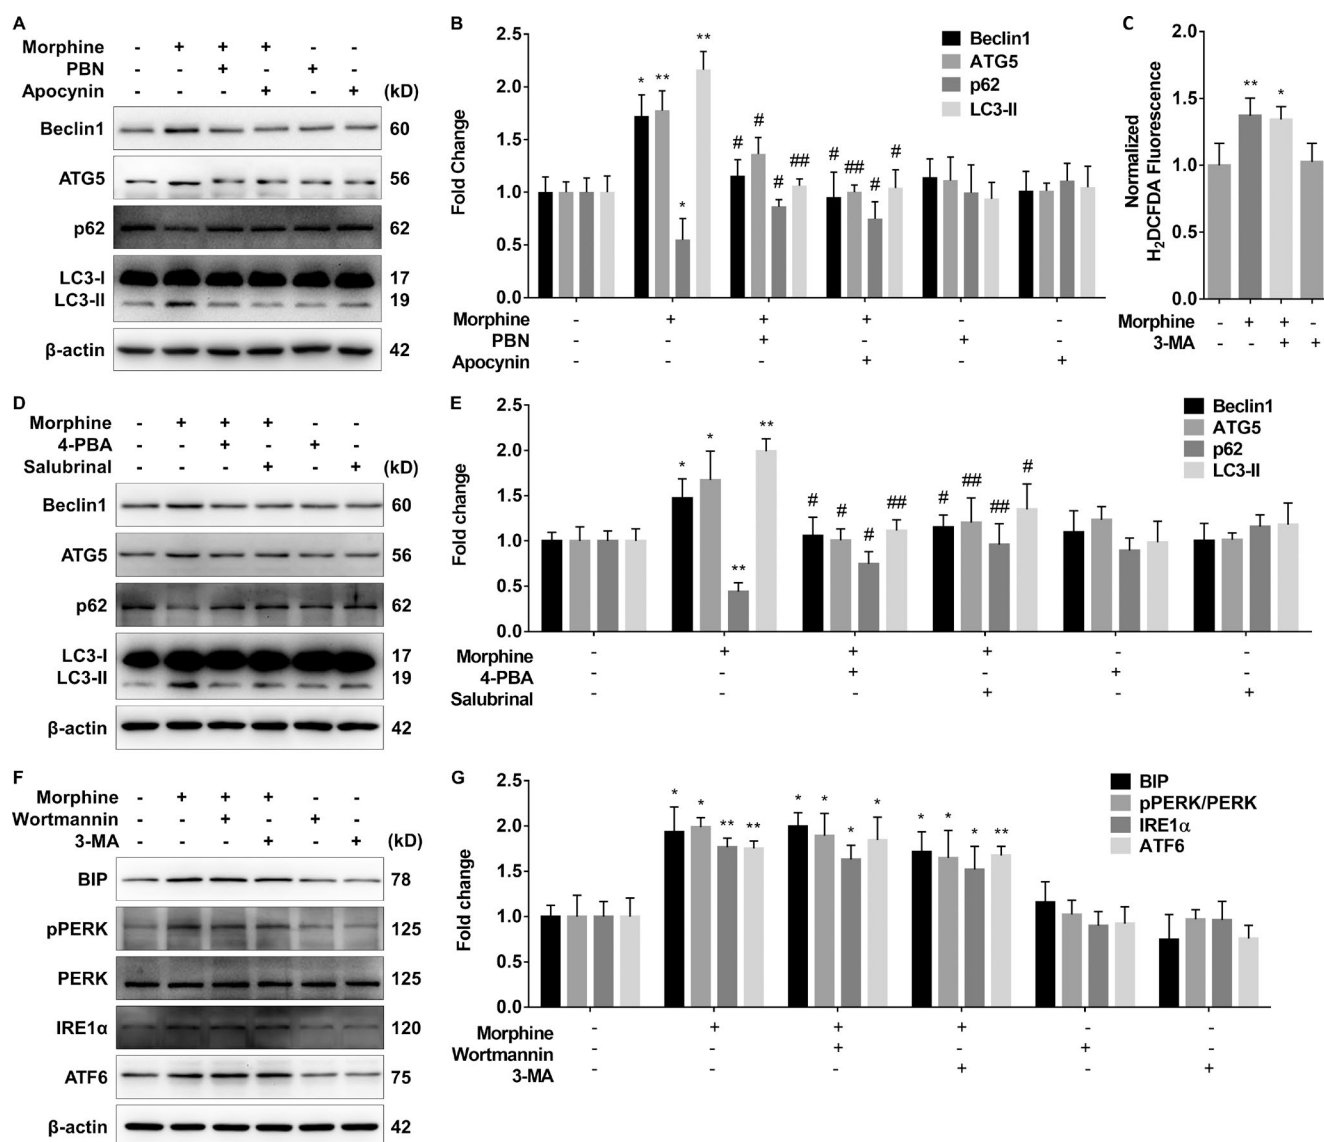 A
Morphine - + + + - -
PBN - - + - + -
Apocynin - - - + - + (kD)
Beclin1 60
ATG5 56
p62 62
LC3-I 17
LC3-II 19
β-actin 42
B
Fold Change
2.5
2.0
1.5
1.0
0.5
0.0
Beclin1
ATG5
p62
LC3-II
* ** * **
# # # ##
# ## # #
Morphine - + + + - -
PBN - - + - + -
Apocynin - - - + - +
C
Normalized
H₂DCFDA Fluorescence
2.0
1.5
1.0
0.5
0.0
** *
Morphine - + + -
3-MA - - + +
D
Morphine - + + + - -
4-PBA - - + - + -
Salubrinal - - - + - + (kD)
Beclin1 60
ATG5 56
p62 62
LC3-I 17
LC3-II 19
β-actin 42
E
Fold change
2.5
2.0
1.5
1.0
0.5
0.0
Beclin1
ATG5
p62
LC3-II
* * ** **
# # # ##
# ## ## #
Morphine - + + + - -
4-PBA - - + - + -
Salubrinal - - - + - +
F
Morphine - + + + - -
Wortmannin - - + - + -
3-MA - - - + - + (kD)
BIP 78
pPERK 125
PERK 125
IRE1α 120
ATF6 75
β-actin 42
G
Fold change
2.5
2.0
1.5
1.0
0.5
0.0
BIP
pPERK/PERK
IRE1α
ATF6
* * ** **
* * * *
* * * **
Morphine - + + + - -
Wortmannin - - + - + -
3-MA - - - + - +